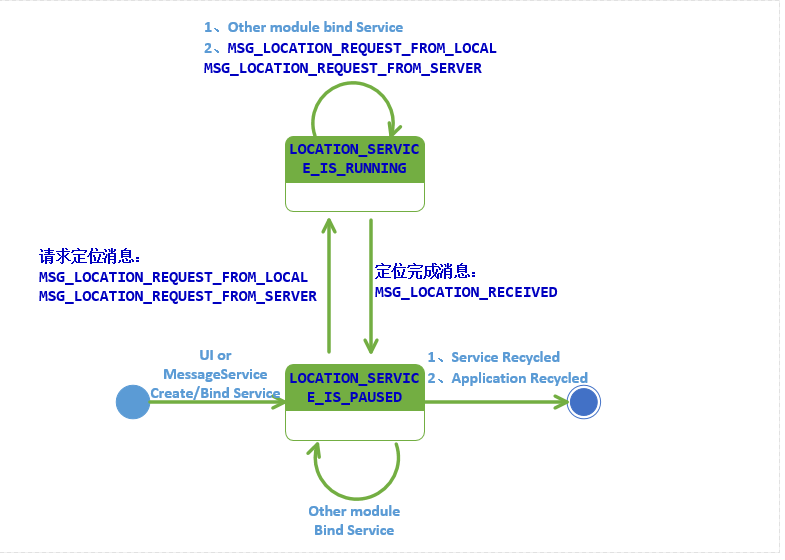 1、Other module bind Service
2、MSG_LOCATION_REQUEST_FROM_LOCAL
MSG_LOCATION_REQUEST_FROM_SERVER
LOCATION_SERVIC
E_IS_RUNNING
请求定位消息：
MSG_LOCATION_REQUEST_FROM_LOCAL
MSG_LOCATION_REQUEST_FROM_SERVER
定位完成消息：
MSG_LOCATION_RECEIVED
UI or
MessageService
Create/Bind Service
LOCATION_SERVIC
E_IS_PAUSED
1、Service Recycled
2、Application Recycled
Other module
Bind Service